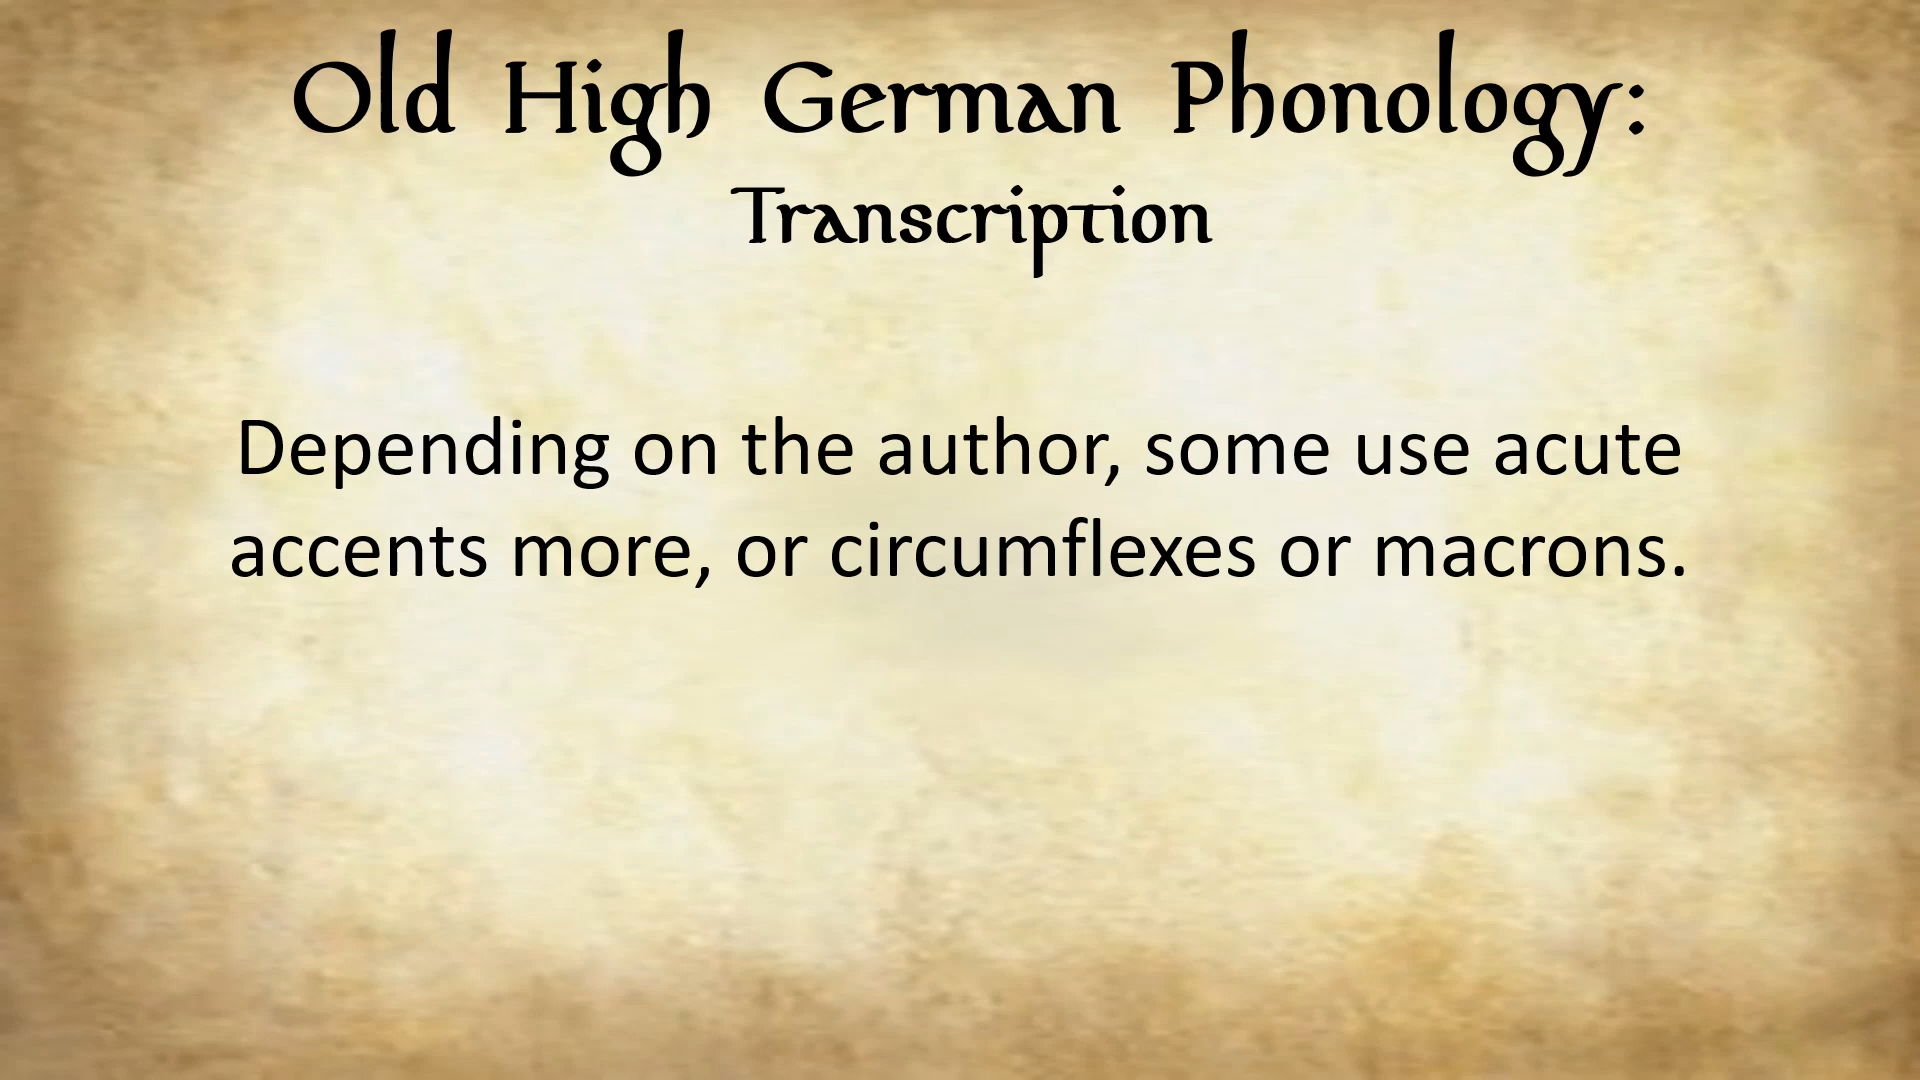 Old High German Phonology:
Transcription
Depending on the author, some use acute
accents more, or circumflexes or macrons.